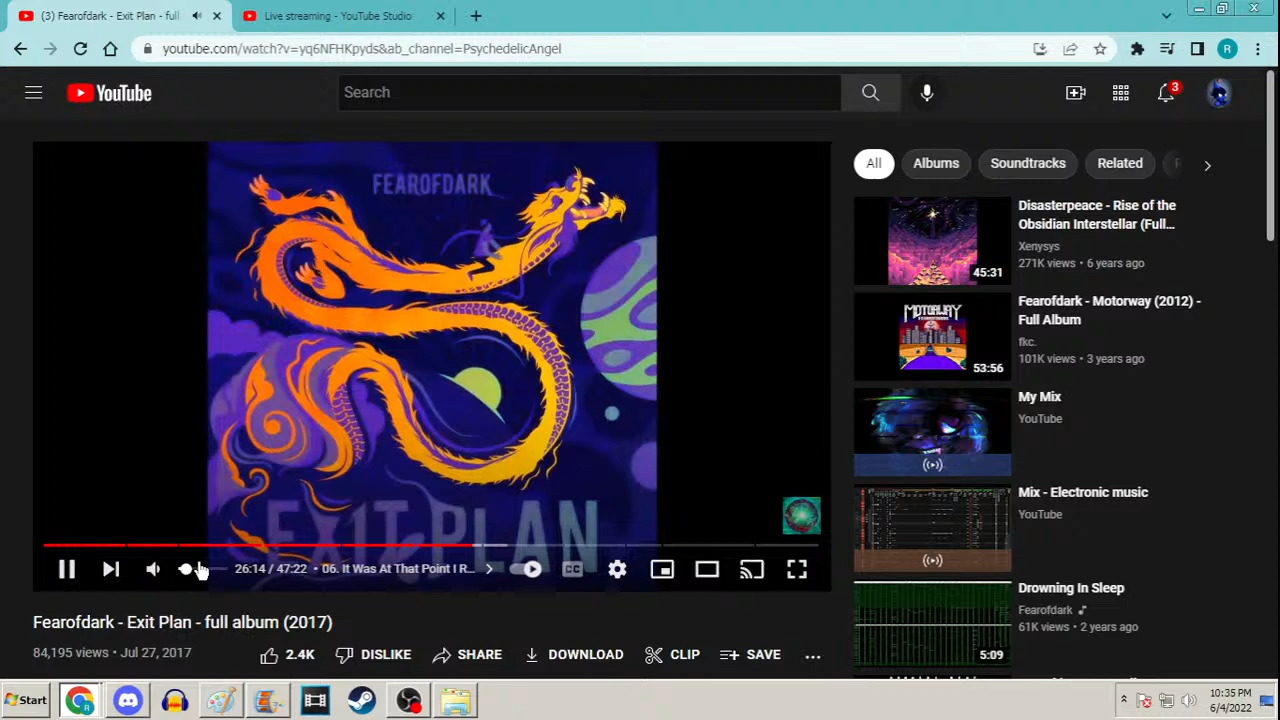 (3) Fearofdark - Exit Plan - full
Live streaming - YouTube Studio
youtube.com/watch?v=yq6NFHKpyds&ab_channel=PsychedelicAngel
R
YouTube
Search
3
All
Albums
Soundtracks
Related
FEAROFDARK
EXIT PLAN
26:14 / 47:22 • 06. It Was At That Point I R...
CC
Fearofdark - Exit Plan - full album (2017)
84,195 views • Jul 27, 2017
2.4K
DISLIKE
SHARE
DOWNLOAD
CLIP
SAVE
Disasterpeace - Rise of the
Obsidian Interstellar (Full...
Xenysys
271K views • 6 years ago
45:31
Fearofdark - Motorway (2012) -
Full Album
fkc.
101K views • 3 years ago
MOTORWAY
53:56
My Mix
YouTube
Mix - Electronic music
YouTube
Drowning In Sleep
Fearofdark
61K views • 2 years ago
5:09
Start
10:35 PM
6/4/2022